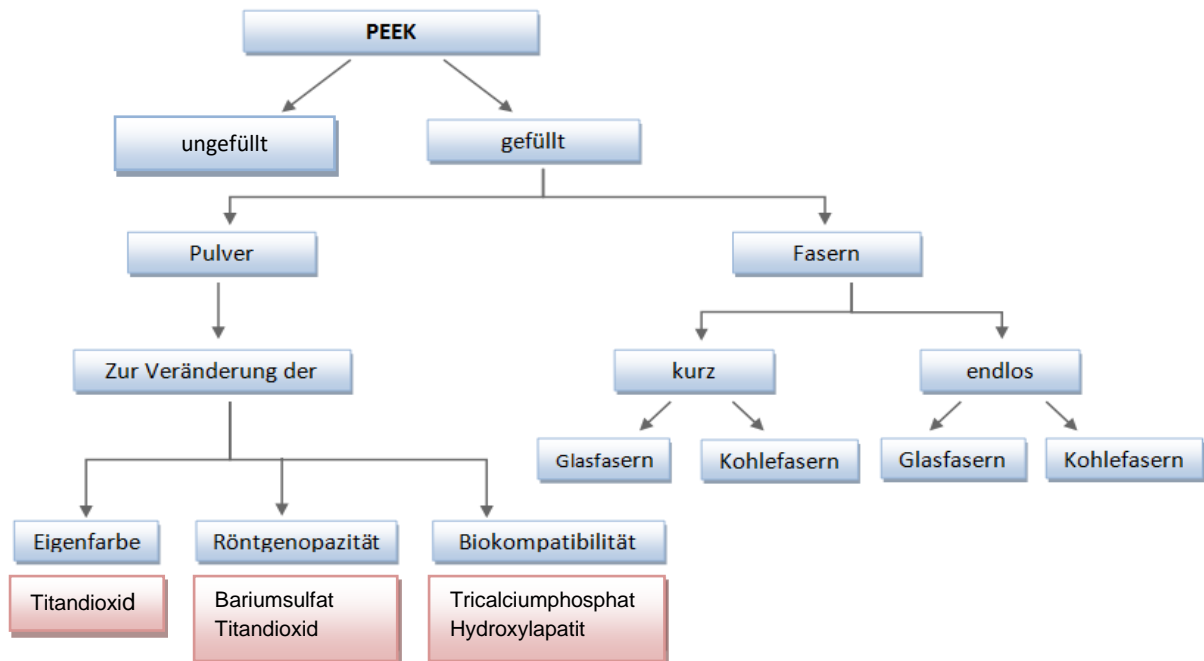 PEEK
ungefüllt
gefüllt
Pulver
Fasern
Zur Veränderung der
kurz
endlos
Glasfasern
Kohlefasern
Glasfasern
Kohlefasern
Eigenfarbe
Röntgenopazität
Biokompatibilität
Titandioxid
Bariumsulfat
Titandioxid
Tricalciumphosphat
Hydroxylapatit